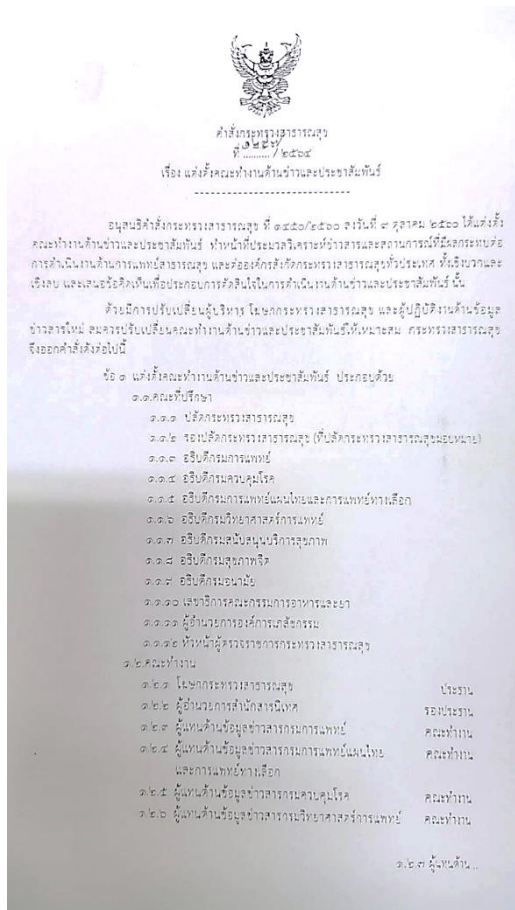 คำสั่งกระทรวงสาธารณสุข
ที่ ......... / ๒๕๖๔
เรื่อง แต่งตั้งคณะทำงานด้านข่าวและประชาสัมพันธ์
----------------------------
อนุสนธิคำสั่งกระทรวงสาธารณสุข ที่ ๑๔๕๐/๒๕๖๐ ลงวันที่ ๓ ตุลาคม ๒๕๖๐ ได้แต่งตั้ง
คณะทำงานด้านข่าวและประชาสัมพันธ์ ทำหน้าที่ประมวลวิเคราะห์ข่าวสารและสถานการณ์ที่มีผลกระทบต่อ
การดำเนินงานด้านการแพทย์สาธารณสุข และต่อองค์กรสังกัดกระทรวงสาธารณสุขทั่วประเทศ ทั้งเชิงบวกและ
เชิงลบ และเสนอข้อคิดเห็นเพื่อประกอบการตัดสินใจในการดำเนินงานด้านข่าวและประชาสัมพันธ์ นั้น
ด้วยมีการปรับเปลี่ยนผู้บริหาร โฆษกกระทรวงสาธารณสุข และผู้ปฏิบัติงานด้านข้อมูล
ข่าวสารใหม่ สมควรปรับเปลี่ยนคณะทำงานด้านข่าวและประชาสัมพันธ์ให้เหมาะสม กระทรวงสาธารณสุข
จึงออกคำสั่งดังต่อไปนี้
ข้อ ๑ แต่งตั้งคณะทำงานด้านข่าวและประชาสัมพันธ์ ประกอบด้วย
๑.๑.คณะที่ปรึกษา
๑.๑.๑ ปลัดกระทรวงสาธารณสุข
๑.๑.๒ รองปลัดกระทรวงสาธารณสุข (ที่ปลัดกระทรวงสาธารณสุขมอบหมาย)
๑.๑.๓ อธิบดีกรมการแพทย์
๑.๑.๔ อธิบดีกรมควบคุมโรค
๑.๑.๕ อธิบดีกรมการแพทย์แผนไทยและการแพทย์ทางเลือก
๑.๑.๖ อธิบดีกรมวิทยาศาสตร์การแพทย์
๑.๑.๗ อธิบดีกรมสนับสนุนบริการสุขภาพ
๑.๑.๘ อธิบดีกรมสุขภาพจิต
๑.๑.๙ อธิบดีกรมอนามัย
๑.๑.๑๐ เลขาธิการคณะกรรมการอาหารและยา
๑.๑.๑๑ ผู้อำนวยการองค์การเภสัชกรรม
๑.๑.๑๒ หัวหน้าผู้ตรวจราชการกระทรวงสาธารณสุข
๑.๒.คณะทำงาน
๑.๒.๑ โฆษกกระทรวงสาธารณสุข ประธาน
๑.๒.๒ ผู้อำนวยการสำนักสารนิเทศ รองประธาน
๑.๒.๓ ผู้แทนด้านข้อมูลข่าวสารกรมการแพทย์ คณะทำงาน
๑.๒.๔ ผู้แทนด้านข้อมูลข่าวสารกรมการแพทย์แผนไทย คณะทำงาน
และการแพทย์ทางเลือก
๑.๒.๕ ผู้แทนด้านข้อมูลข่าวสารกรมควบคุมโรค คณะทำงาน
๑.๒.๖ ผู้แทนด้านข้อมูลข่าวสารกรมวิทยาศาสตร์การแพทย์ คณะทำงาน
๑.๒.๗ ผู้แทนด้าน...